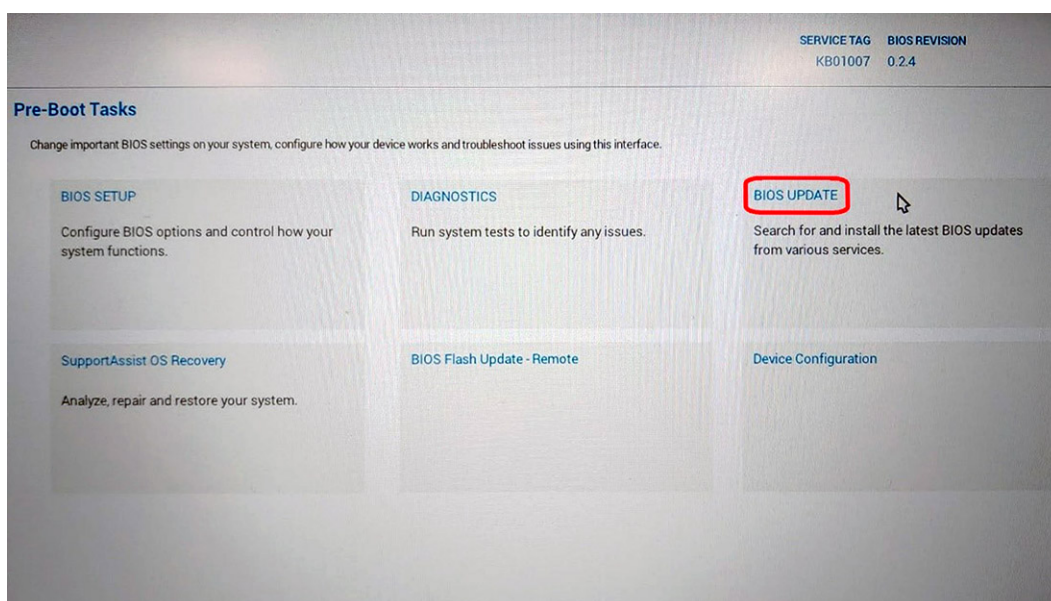 SERVICE TAG BIOS REVISION
KB01007 0.2.4
Pre-Boot Tasks
Change important BIOS settings on your system, configure how your device works and troubleshoot issues using this interface.
BIOS SETUP
Configure BIOS options and control how your
system functions.
DIAGNOSTICS
Run system tests to identify any issues.
BIOS UPDATE
Search for and install the latest BIOS updates
from various services.
SupportAssist OS Recovery
Analyze, repair and restore your system.
BIOS Flash Update - Remote
Device Configuration